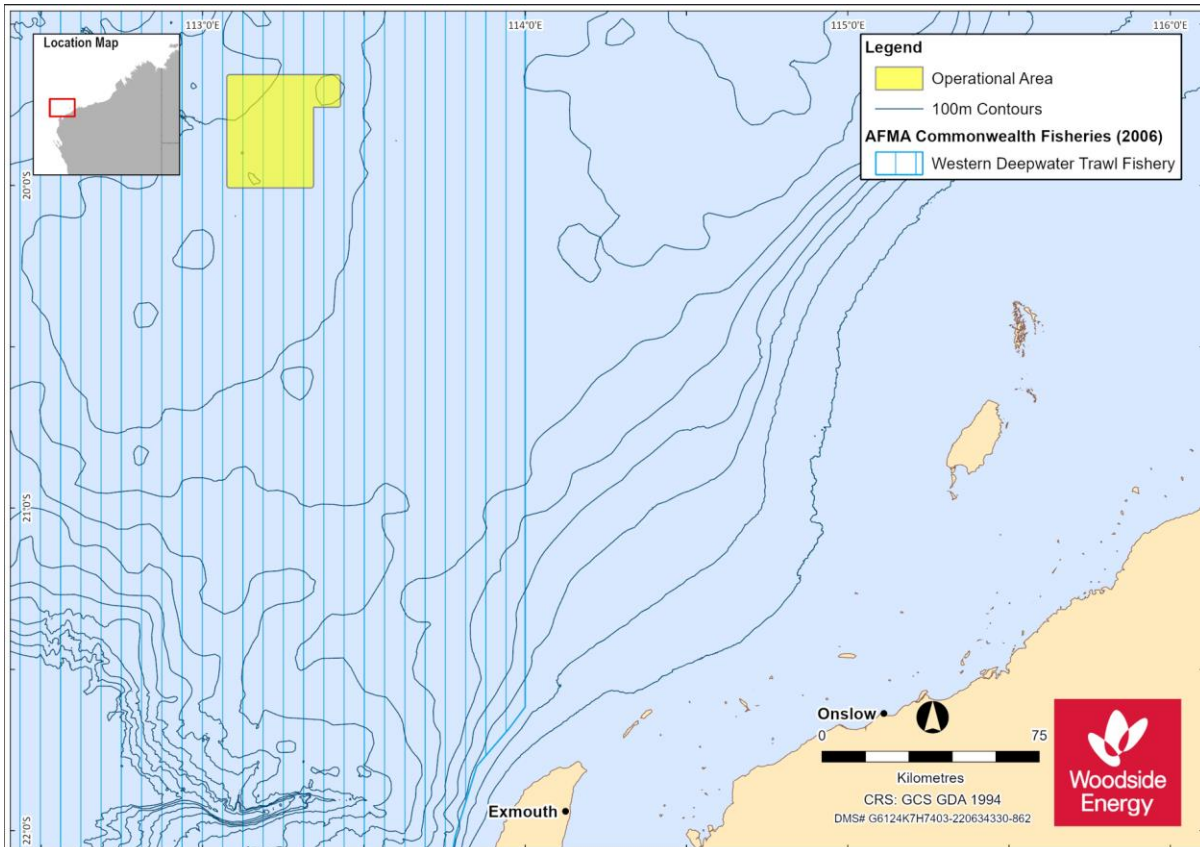 113°0'E
114°0'E
115°0'E
116°0'E
Location Map
Legend
Operational Area
100m Contours
AFMA Commonwealth Fisheries (2006)
Western Deepwater Trawl Fishery
20°0'S
21°0'S
22°0'S
Onslow
Exmouth
0
75
Kilometres
CRS: GCS GDA 1994
DMS# G6124K7H7403-220634330-862
Woodside
Energy